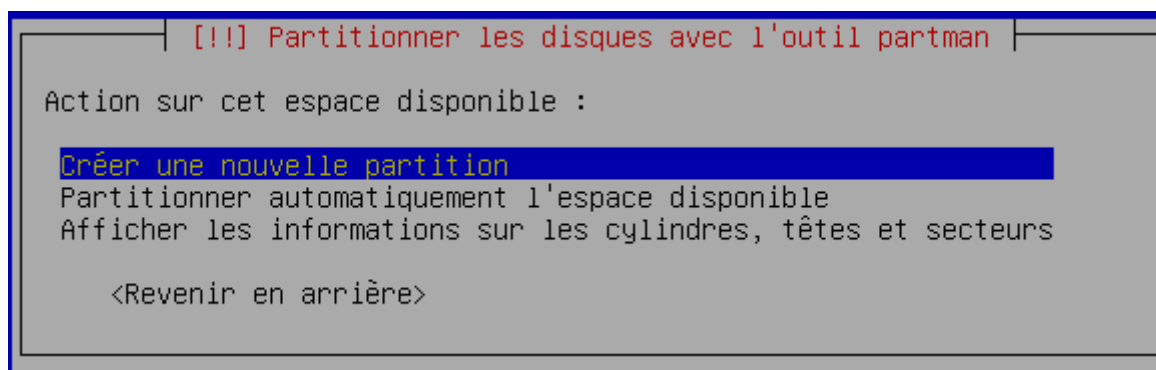 [!!] Partitionner les disques avec l'outil partman
Action sur cet espace disponible :
Créer une nouvelle partition
Partitionner automatiquement l'espace disponible
Afficher les informations sur les cylindres, têtes et secteurs
<Revenir en arrière>